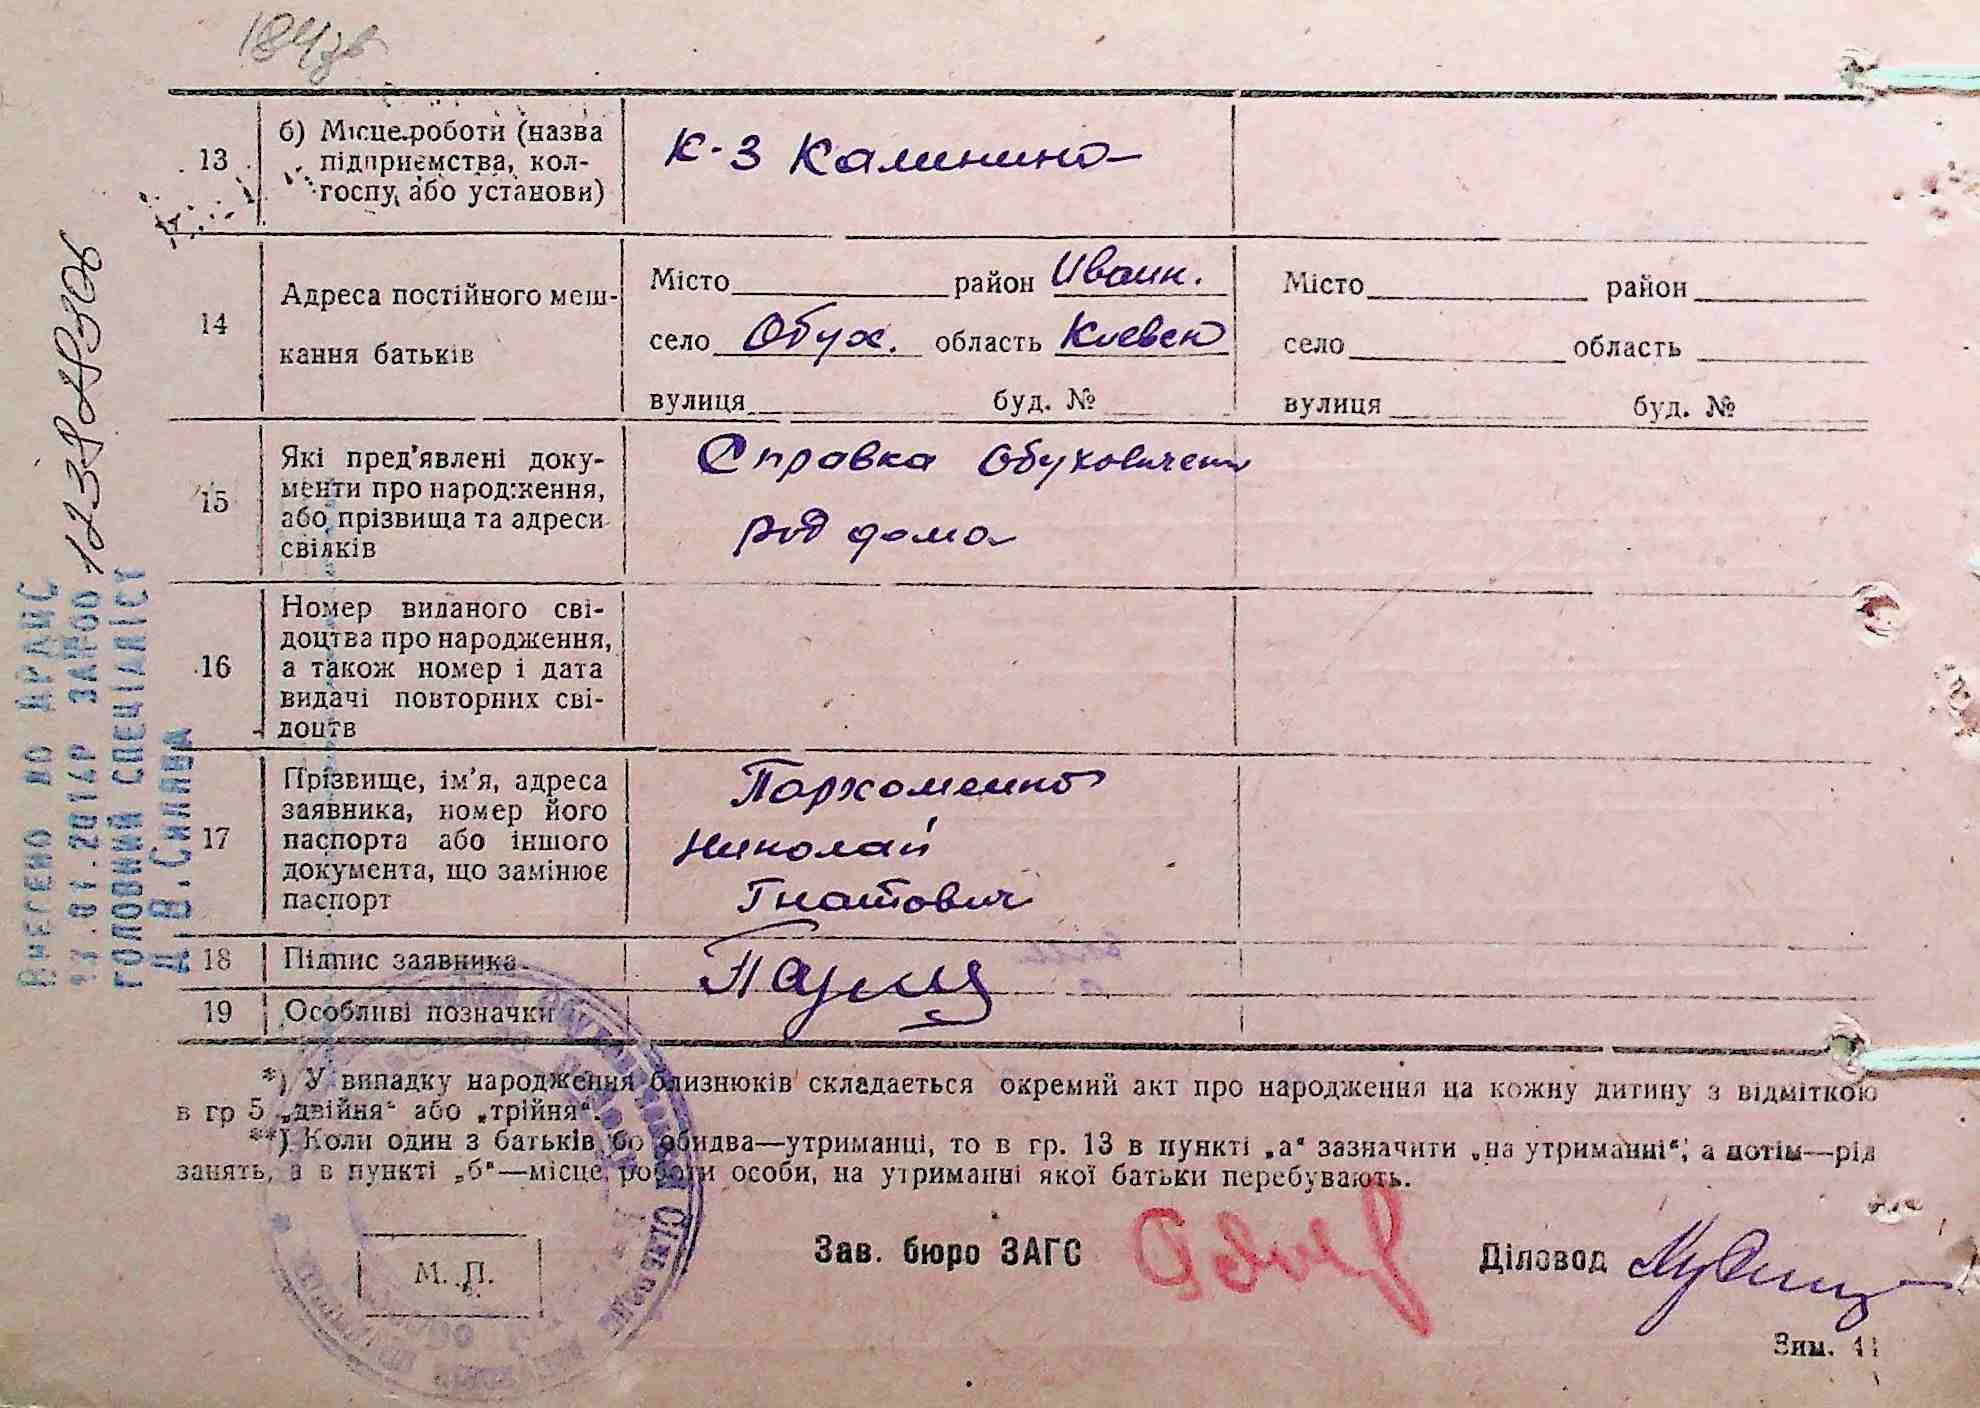 184зв
13
б) Місце роботи (назва
підприємства, кол-
госпу, або установи)
К-з Калинина
14
Адреса постійного меш-
кання батьків
Місто район Иванк.
село Обух. область Киевск
вулиця буд. №
Місто район
село область
вулиця буд. №
15
Які пред'явлені доку-
менти про народження,
або прізвища та адреси
свідків
Справка Обуховичск
род дома
16
Номер виданого сві-
доцтва про народження,
а також номер і дата
видачі повторних сві-
доцтв
17
Прізвище, ім'я, адреса
заявника, номер його
паспорта або іншого
документа, що замінює
паспорт
Пархоменко
Николай
Гнатович
18
Підпис заявника
19
Особливі позначки
*) У випадку народження близнюків складається окремий акт про народження на кожну дитину з відміткою
в гр 5 „двійня“ або „трійня“.
**) Коли один з батьків бо обидва—утриманці, то в гр. 13 в пункті „а“ зазначити „на утриманні“, а потім—рід
занять, а в пункті „б“—місце роботи особи, на утриманні якої батьки перебувають.
М. П.
Зав. бюро ЗАГС
Діловод
Зим. 11
Внесено до ДРАЦС
ГОЛОВНИЙ СПЕЦІАЛІСТ